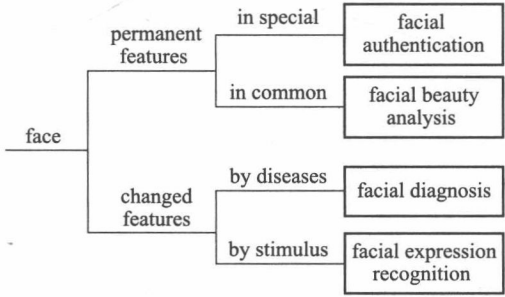 face
permanent
features
in special
facial
authentication
in common
facial beauty
analysis
changed
features
by diseases
facial diagnosis
by stimulus
facial expression
recognition